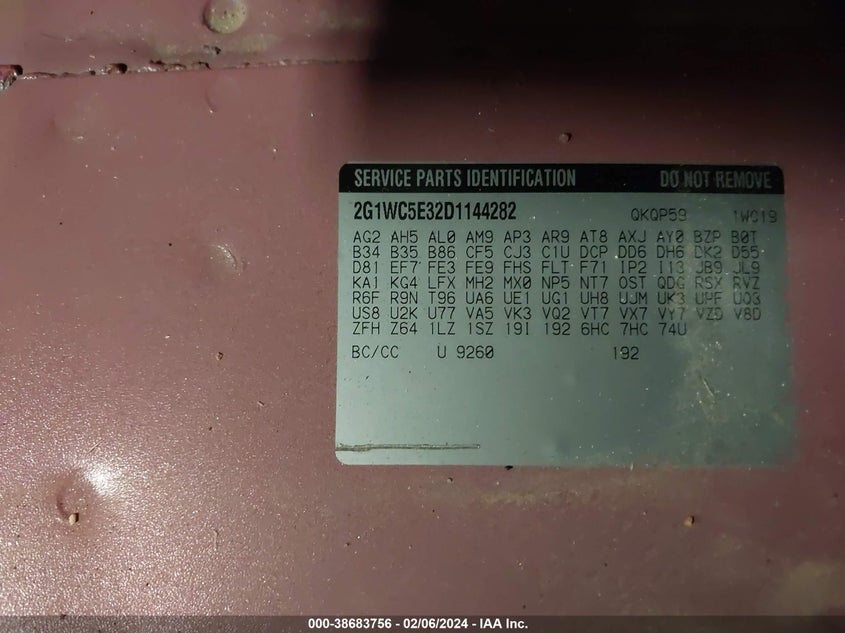 SERVICE PARTS IDENTIFICATION DO NOT REMOVE
2G1WC5E32D1144282 QKQP59 1WC19
AG2 AH5 AL0 AM9 AP3 AR9 AT8 AXJ AY0 BZP B0T
B34 B35 B86 CF5 CJ3 C1U DCP DD6 DH6 DK2 D55
D81 EF7 FE3 FE9 FHS FLT F71 IP2 I13 JB9 JL9
KA1 KG4 LFX MH2 MX0 NP5 NT7 OST QDG RSX RVZ
R6F R9N T96 UA6 UE1 UG1 UH8 UJM UK3 UPF UQ3
US8 U2K U77 VA5 VK3 VQ2 VT7 VX7 VY7 V8D
ZFH Z64 1LZ 1SZ 19I 192 6HC 7HC 74U
BC/CC U 9260 192
000-38683756 - 02/06/2024 - IAA Inc.